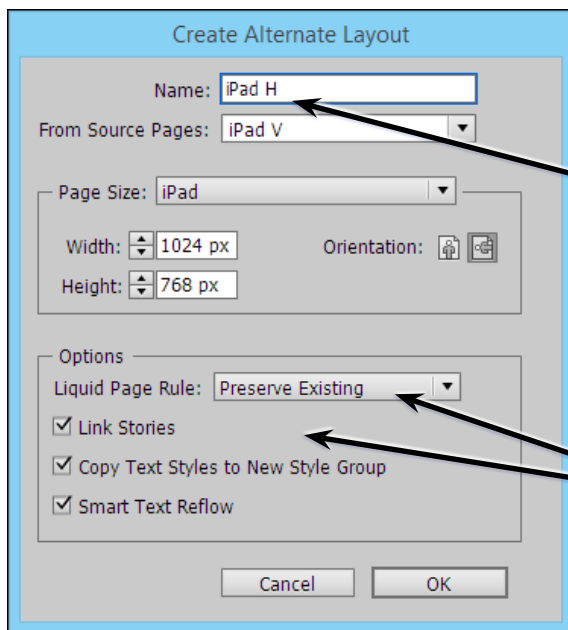 Create Alternate Layout
Name: iPad H
From Source Pages: iPad V
Page Size: iPad
Width: 1024 px
Orientation:
Height: 768 px
Options
Liquid Page Rule: Preserve Existing
Link Stories
Copy Text Styles to New Style Group
Smart Text Reflow
Cancel
OK